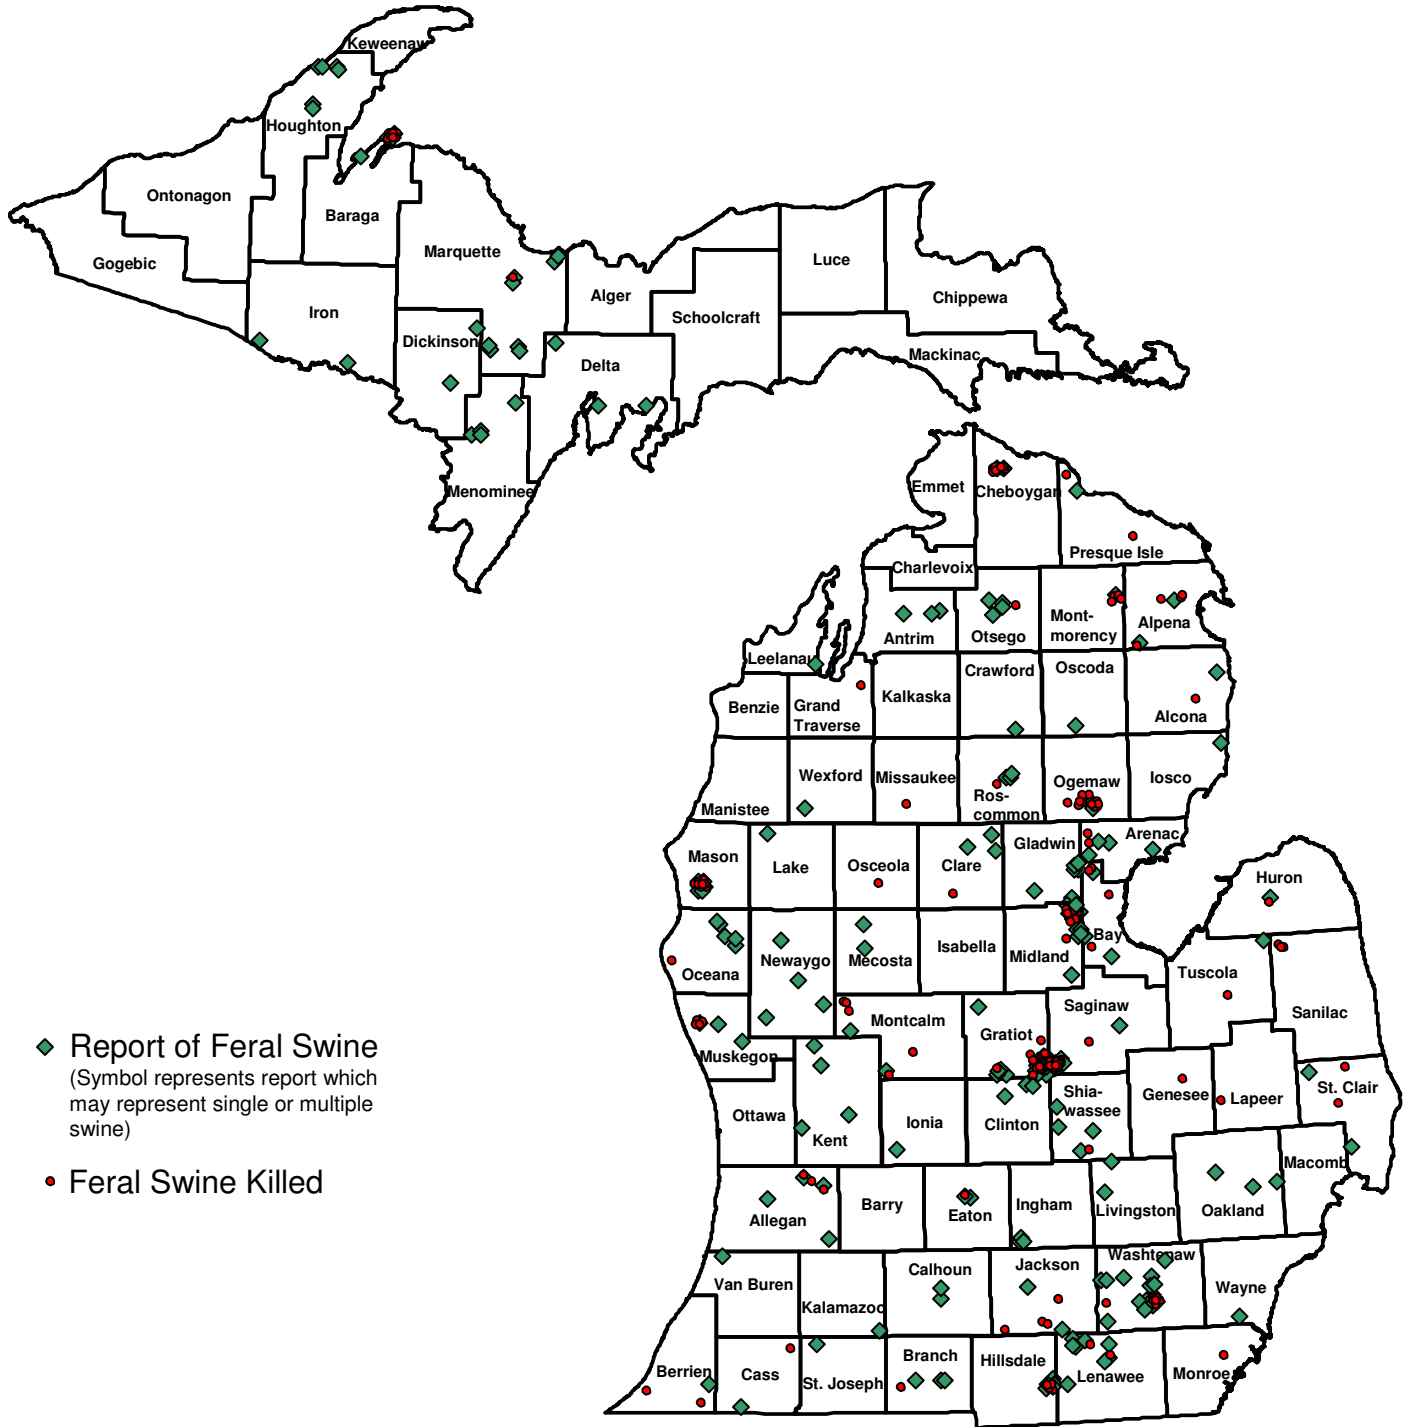 Keweenaw
Houghton
Ontonagon
Baraga
Gogebic
Marquette
Luce
Alger
Chippewa
Iron
Schoolcraft
Dickinson
Mackinac
Delta
Menominee
Emmet
Cheboygan
Presque Isle
Charlevoix
Antrim
Otsego
Mont-
morency
Alpena
Leelanau
Benzie
Grand
Traverse
Kalkaska
Crawford
Oscoda
Alcona
Manistee
Wexford
Missaukee
Ros-
common
Ogemaw
Iosco
Mason
Lake
Osceola
Clare
Gladwin
Arenac
Huron
Oceana
Newaygo
Mecosta
Isabella
Midland
Bay
Tuscola
Sanilac
Muskegon
Montcalm
Gratiot
Saginaw
Report of Feral Swine
(Symbol represents report which
may represent single or multiple
swine)
Feral Swine Killed
Ottawa
Kent
Ionia
Clinton
Shia-
wassee
Genesee
Lapeer
St. Clair
Allegan
Barry
Eaton
Ingham
Livingston
Oakland
Macomb
Van Buren
Kalamazoo
Calhoun
Jackson
Washtenaw
Wayne
Berrien
Cass
St. Joseph
Branch
Hillsdale
Lenawee
Monroe